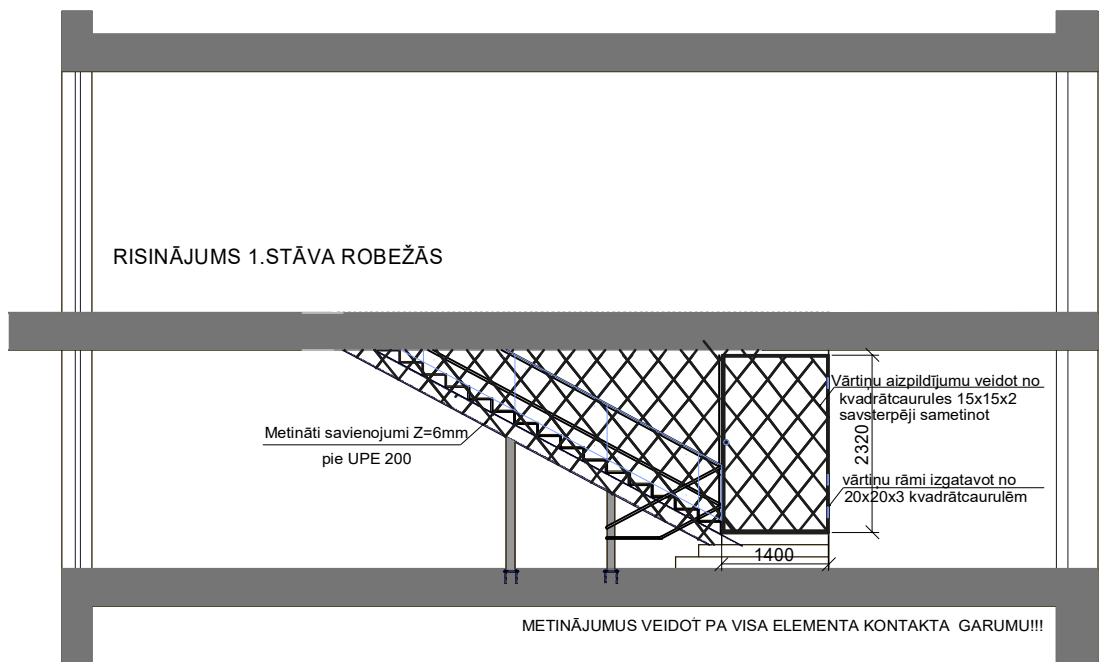 RISINĀJUMS 1.STĀVA ROBEŽĀS
Vārtiņu aizpildījumu veidot no
kvadrātcaurules 15x15x2
savsterpēji sametinot
2320
Metināti savienojumi Z=6mm
pie UPE 200
vārtiņu rāmi izgatavot no
20x20x3 kvadrātcaurulēm
1400
METINĀJUMUS VEIDOT PA VISA ELEMENTA KONTAKTA GARUMU!!!